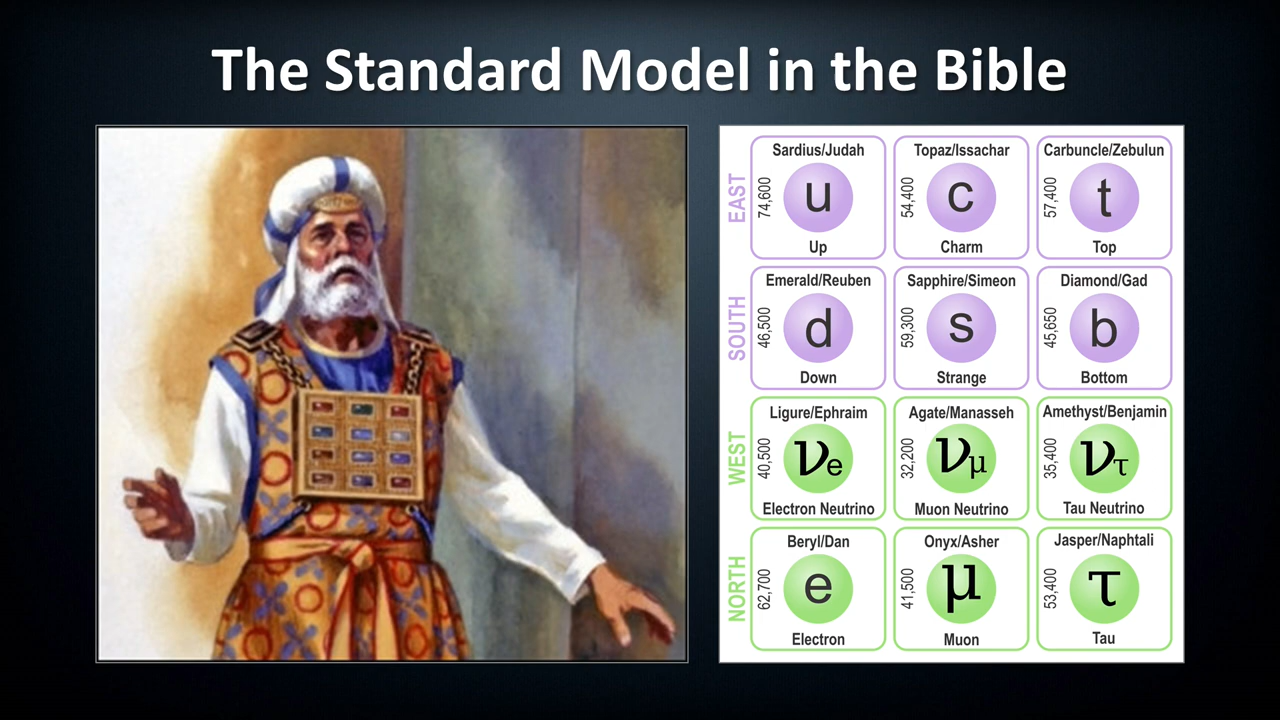 The Standard Model in the Bible
EAST
Sardius/Judah
74,600
u
Up
Topaz/Issachar
54,400
c
Charm
Carbuncle/Zebulun
57,400
t
Top
SOUTH
Emerald/Reuben
46,500
d
Down
Sapphire/Simeon
59,300
s
Strange
Diamond/Gad
45,650
b
Bottom
WEST
Ligure/Ephraim
40,500
νe
Electron Neutrino
Agate/Manasseh
32,200
νμ
Muon Neutrino
Amethyst/Benjamin
35,400
ντ
Tau Neutrino
NORTH
Beryl/Dan
62,700
e
Electron
Onyx/Asher
41,500
μ
Muon
Jasper/Naphtali
53,400
τ
Tau